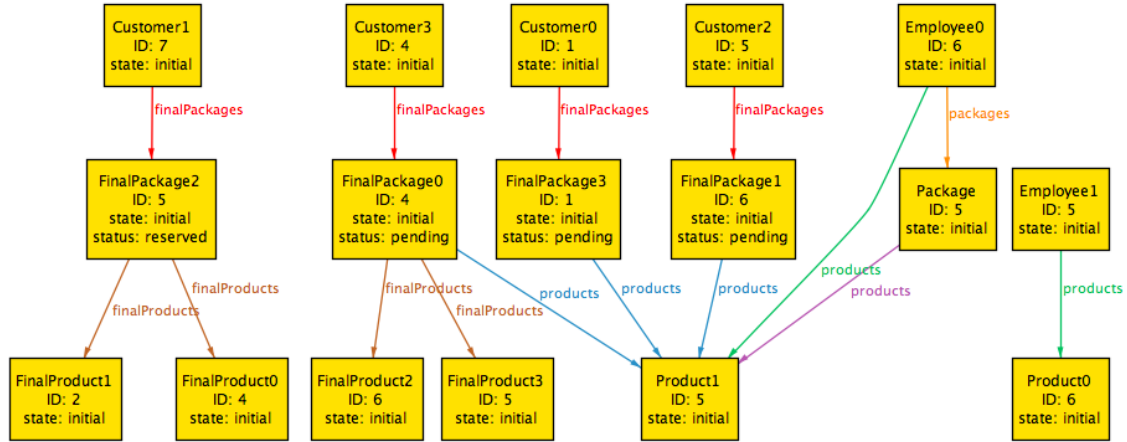 Customer1
ID: 7
state: initial
Customer3
ID: 4
state: initial
Customer0
ID: 1
state: initial
Customer2
ID: 5
state: initial
Employee0
ID: 6
state: initial
finalPackages
finalPackages
finalPackages
finalPackages
packages
FinalPackage2
ID: 5
state: initial
status: reserved
FinalPackage0
ID: 4
state: initial
status: pending
FinalPackage3
ID: 1
state: initial
status: pending
FinalPackage1
ID: 6
state: initial
status: pending
Package
ID: 5
state: initial
Employee1
ID: 5
state: initial
finalProducts
finalProducts
finalProducts
finalProducts
products
products
products
products
products
products
FinalProduct1
ID: 2
state: initial
FinalProduct0
ID: 4
state: initial
FinalProduct2
ID: 6
state: initial
FinalProduct3
ID: 5
state: initial
Product1
ID: 5
state: initial
Product0
ID: 6
state: initial